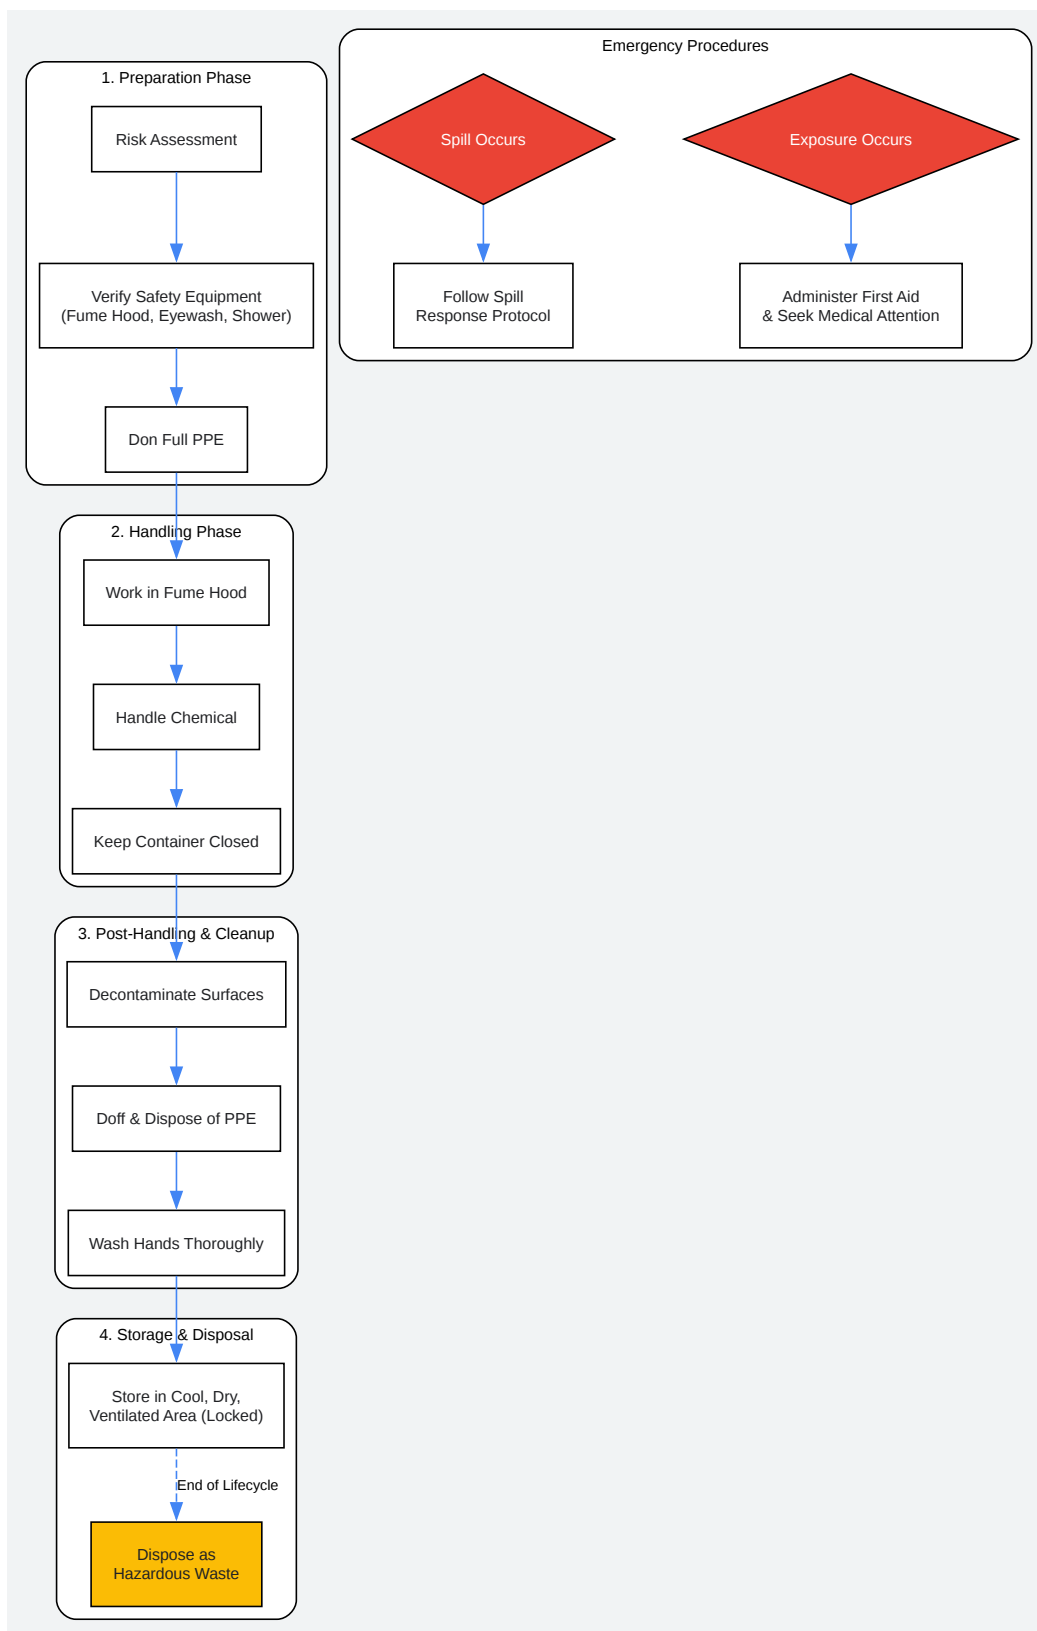 1. Preparation Phase
Risk Assessment
Verify Safety Equipment
(Fume Hood, Eyewash, Shower)
Don Full PPE
2. Handling Phase
Work in Fume Hood
Handle Chemical
Keep Container Closed
3. Post-Handling & Cleanup
Decontaminate Surfaces
Doff & Dispose of PPE
Wash Hands Thoroughly
4. Storage & Disposal
Store in Cool, Dry,
Ventilated Area (Locked)
End of Lifecycle
Dispose as
Hazardous Waste
Emergency Procedures
Spill Occurs
Follow Spill
Response Protocol
Exposure Occurs
Administer First Aid
& Seek Medical Attention